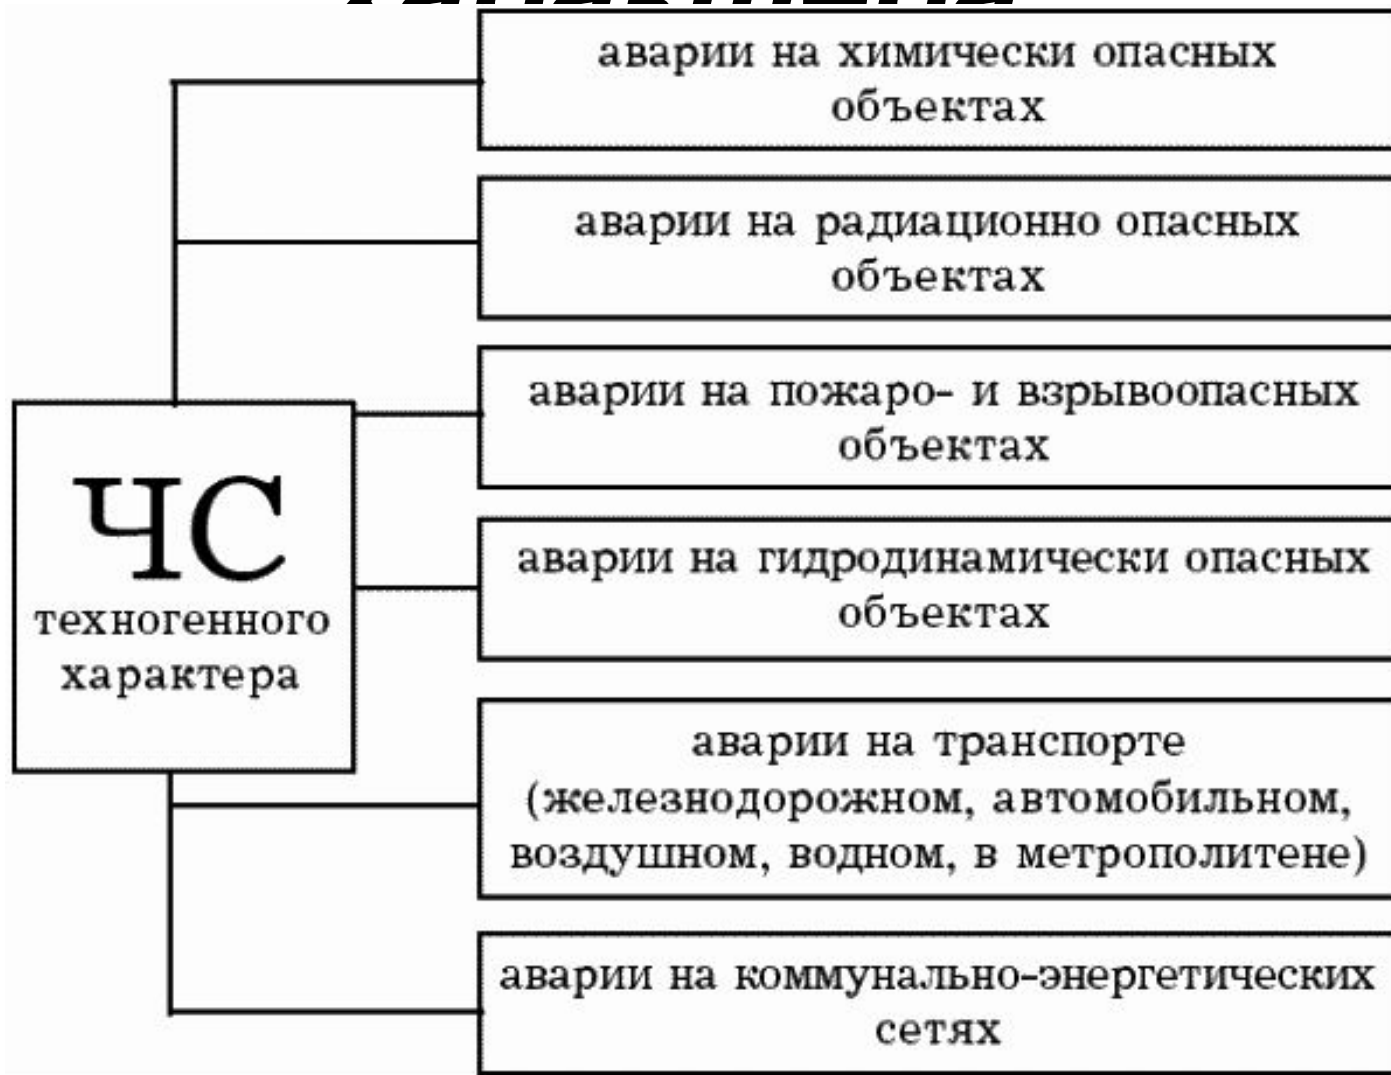 аварии на химически опасных
объектах
аварии на радиационно опасных
объектах
аварии на пожаро- и взрывоопасных
объектах
ЧС
техногенного
характера
аварии на гидродинамически опасных
объектах
аварии на транспорте
(железнодорожном, автомобильном,
воздушном, водном, в метрополитене)
аварии на коммунально-энергетических
сетях